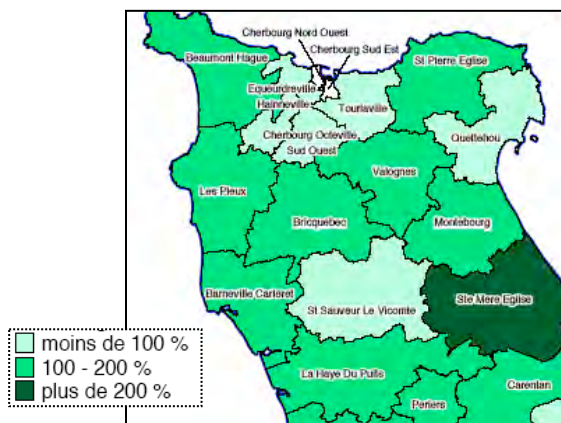 Cherbourg Nord Ouest
Cherbourg Sud Est
Beaumont Hague
St Pierre Eglise
Equeurdreville
Hainneville
Tourlaville
Cherbourg Octeville
Sud Ouest
Quettehou
Valognes
Les Pieux
Bricquebec
Montebourg
Barneville Carteret
St Sauveur Le Vicomte
Ste Mere Eglise
moins de 100 %
100 - 200 %
plus de 200 %
La Haye Du Puits
Periers
Carentan